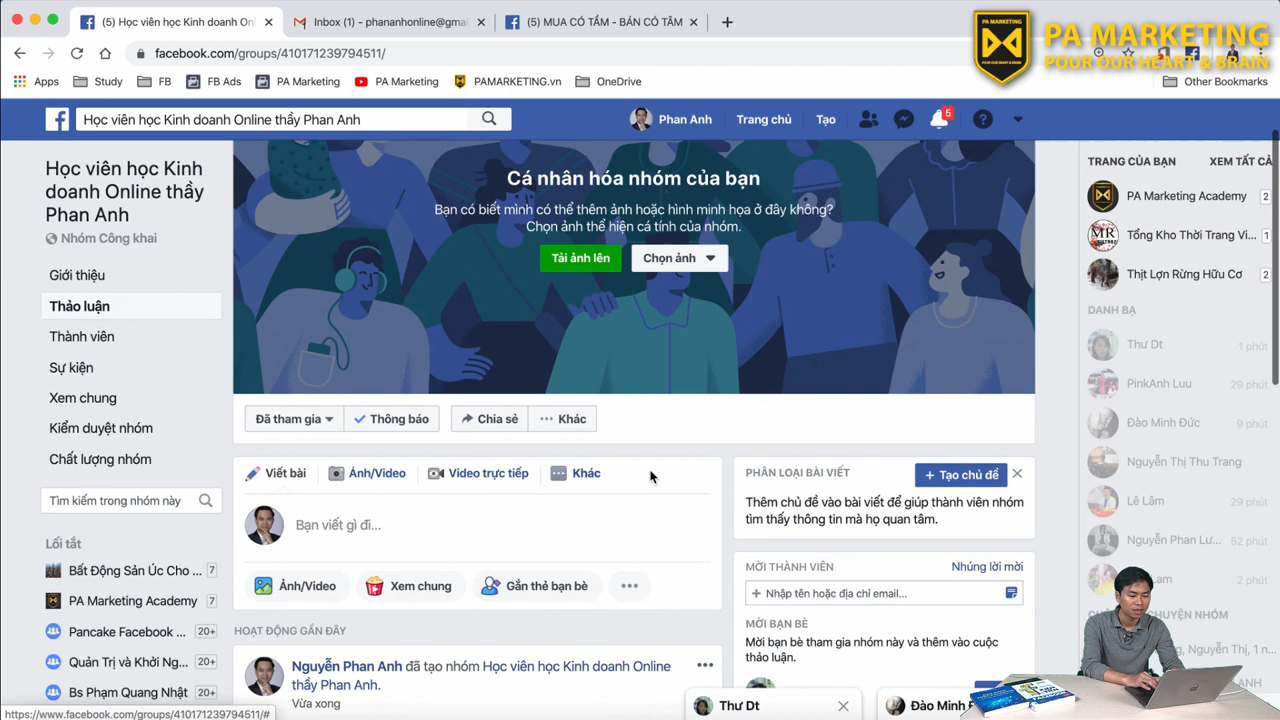 (5) Học viên học Kinh doanh Onl
Inbox (1) - phananhonline@gmai
(5) MUA CÓ TẦM - BÁN CÓ TÂM
facebook.com/groups/410171239794511/
PA MARKETING
POUR OUR HEART & BRAIN
Apps
Study
FB
FB Ads
PA Marketing
PAMARKETING.vn
OneDrive
Other Bookmarks
Học viên học Kinh doanh Online thầy Phan Anh
Phan Anh
Trang chủ
Tạo
5
Học viên học Kinh
doanh Online thầy
Phan Anh
Nhóm Công khai
Giới thiệu
Thảo luận
Thành viên
Sự kiện
Xem chung
Kiểm duyệt nhóm
Chất lượng nhóm
Tìm kiếm trong nhóm này
Lối tắt
Bất Động Sản Úc Cho ... 7
PA Marketing Academy 7
Pancake Facebook ... 20+
Quản Trị và Khởi Ng... 20+
Bs Phạm Quang Nhật 20+
https://www.facebook.com/groups/410171239794511/#
Cá nhân hóa nhóm của bạn
Bạn có biết mình có thể thêm ảnh hoặc hình minh họa ở đây không?
Chọn ảnh thể hiện cá tính của nhóm.
Tải ảnh lên
Chọn ảnh
Đã tham gia
Thông báo
Chia sẻ
Khác
Viết bài
Ảnh/Video
Video trực tiếp
Khác
Bạn viết gì đi...
Ảnh/Video
Xem chung
Gắn thẻ bạn bè
HOẠT ĐỘNG GẦN ĐÂY
Nguyễn Phan Anh đã tạo nhóm Học viên học Kinh doanh Online
thầy Phan Anh.
Vừa xong
PHÂN LOẠI BÀI VIẾT
+ Tạo chủ đề
Thêm chủ đề vào bài viết để giúp thành viên nhóm
tìm thấy thông tin mà họ quan tâm.
MỜI THÀNH VIÊN
Nhúng lời mời
+ Nhập tên hoặc địa chỉ email...
MỜI BẠN BÈ
Mời bạn bè tham gia nhóm này và thêm vào cuộc
thảo luận.
Thư Dt
Đào Minh Đ
TRANG CỦA BẠN
XEM TẤT CẢ
PA Marketing Academy 2
Tổng Kho Thời Trang Vi... 1
Thịt Lợn Rừng Hữu Cơ 2
DANH BẠ
Thư Dt 1 phút
PinkAnh Luu 29 phút
Đào Minh Đức 9 phút
Nguyễn Thị Thu Trang
Lê Lâm 29 phút
Nguyễn Phan Lư... 52 phút
2 phút